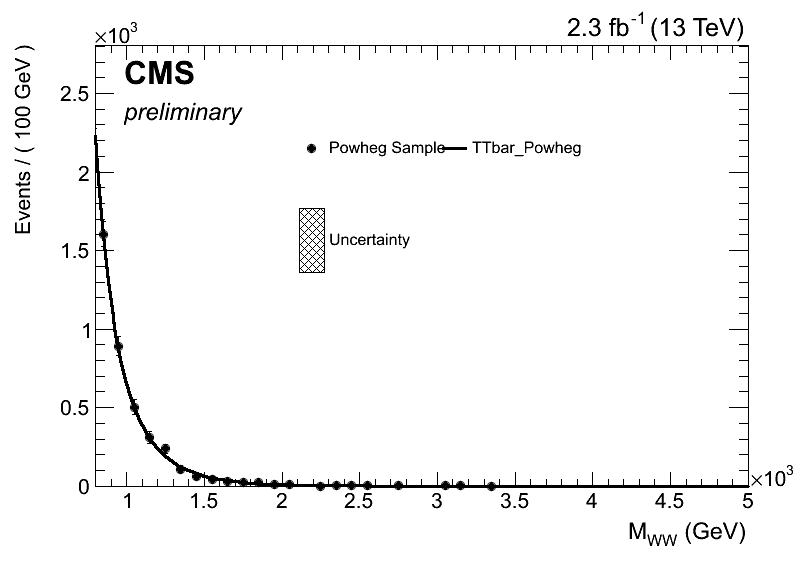 ×10³
2.3 fb⁻¹ (13 TeV)
CMS
preliminary
Events / ( 100 GeV )
2.5
2
1.5
1
0.5
0
Powheg Sample
TTbar_Powheg
Uncertainty
1 1.5 2 2.5 3 3.5 4 4.5 5
×10³
M_WW (GeV)